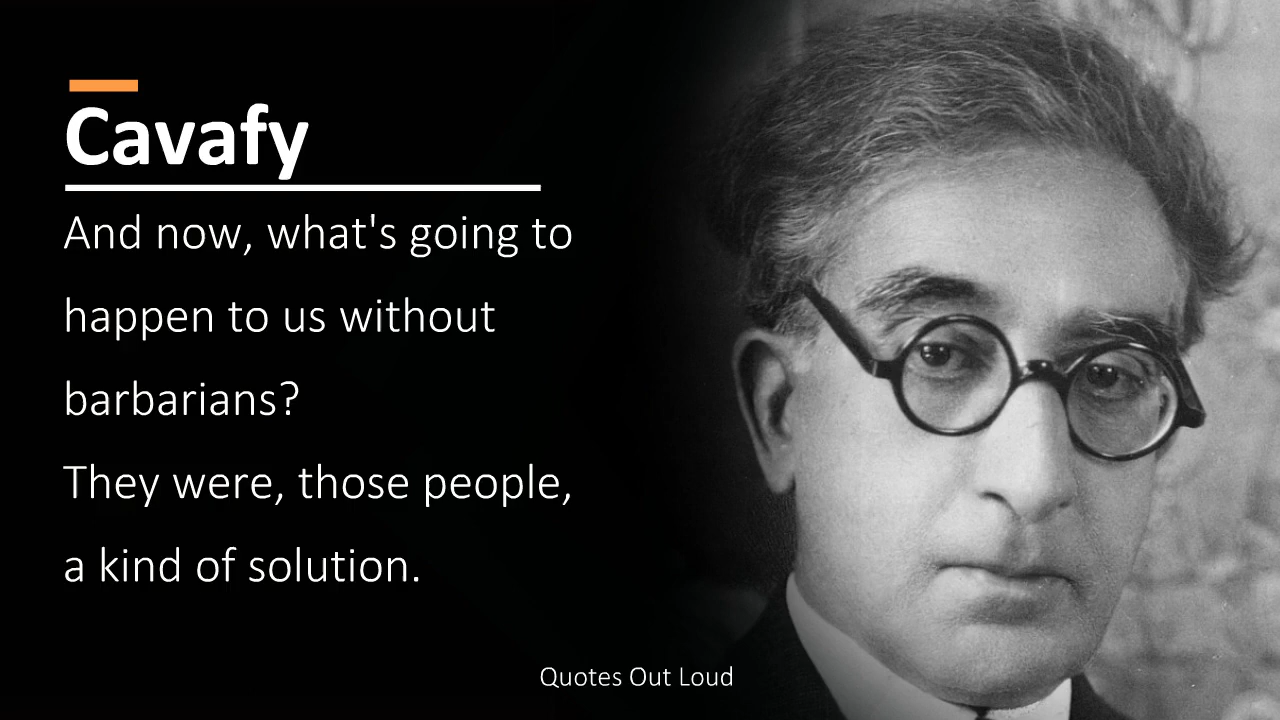 Cavafy
And now, what's going to
happen to us without
barbarians?
They were, those people,
a kind of solution.
Quotes Out Loud